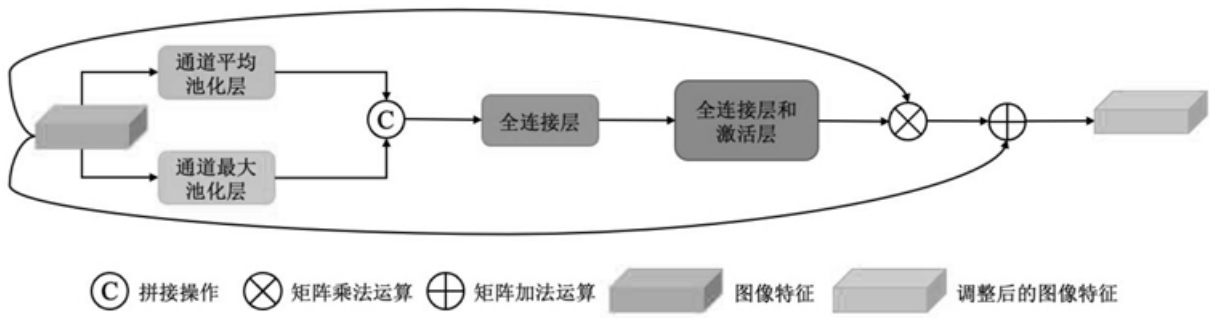 通道平均
池化层
C
全连接层
全连接层和
激活层
通道最大
池化层
C 拼接操作 矩阵乘法运算 矩阵加法运算 图像特征 调整后的图像特征